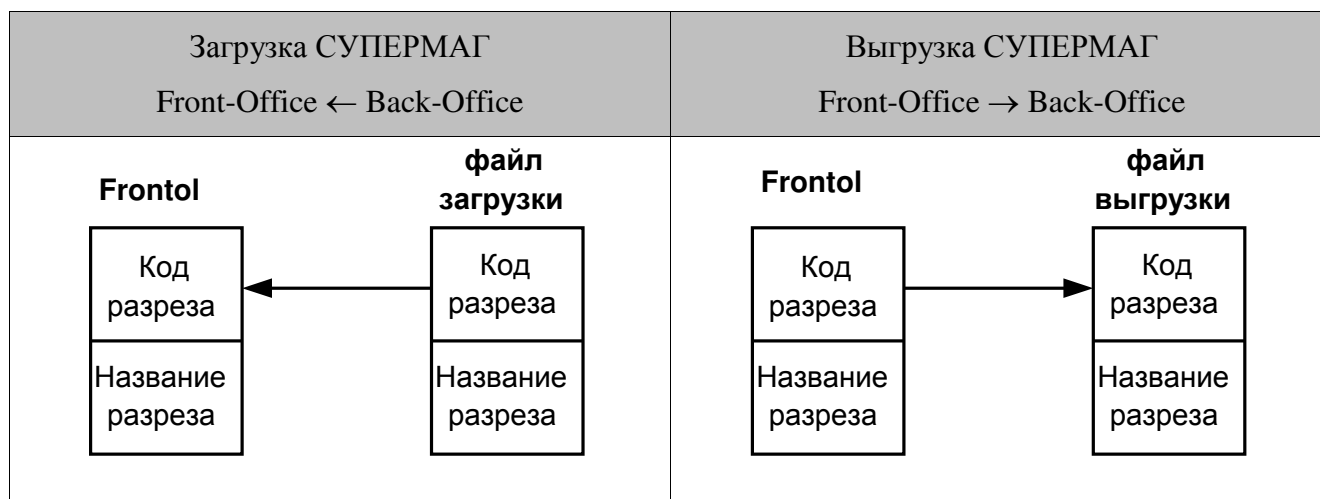 Загрузка СУПЕРМАГ
Front-Office ← Back-Office
Выгрузка СУПЕРМАГ
Front-Office → Back-Office
Frontol
файл
загрузки
Код
разреза
Название
разреза
Код
разреза
Название
разреза
Frontol
файл
выгрузки
Код
разреза
Название
разреза
Код
разреза
Название
разреза